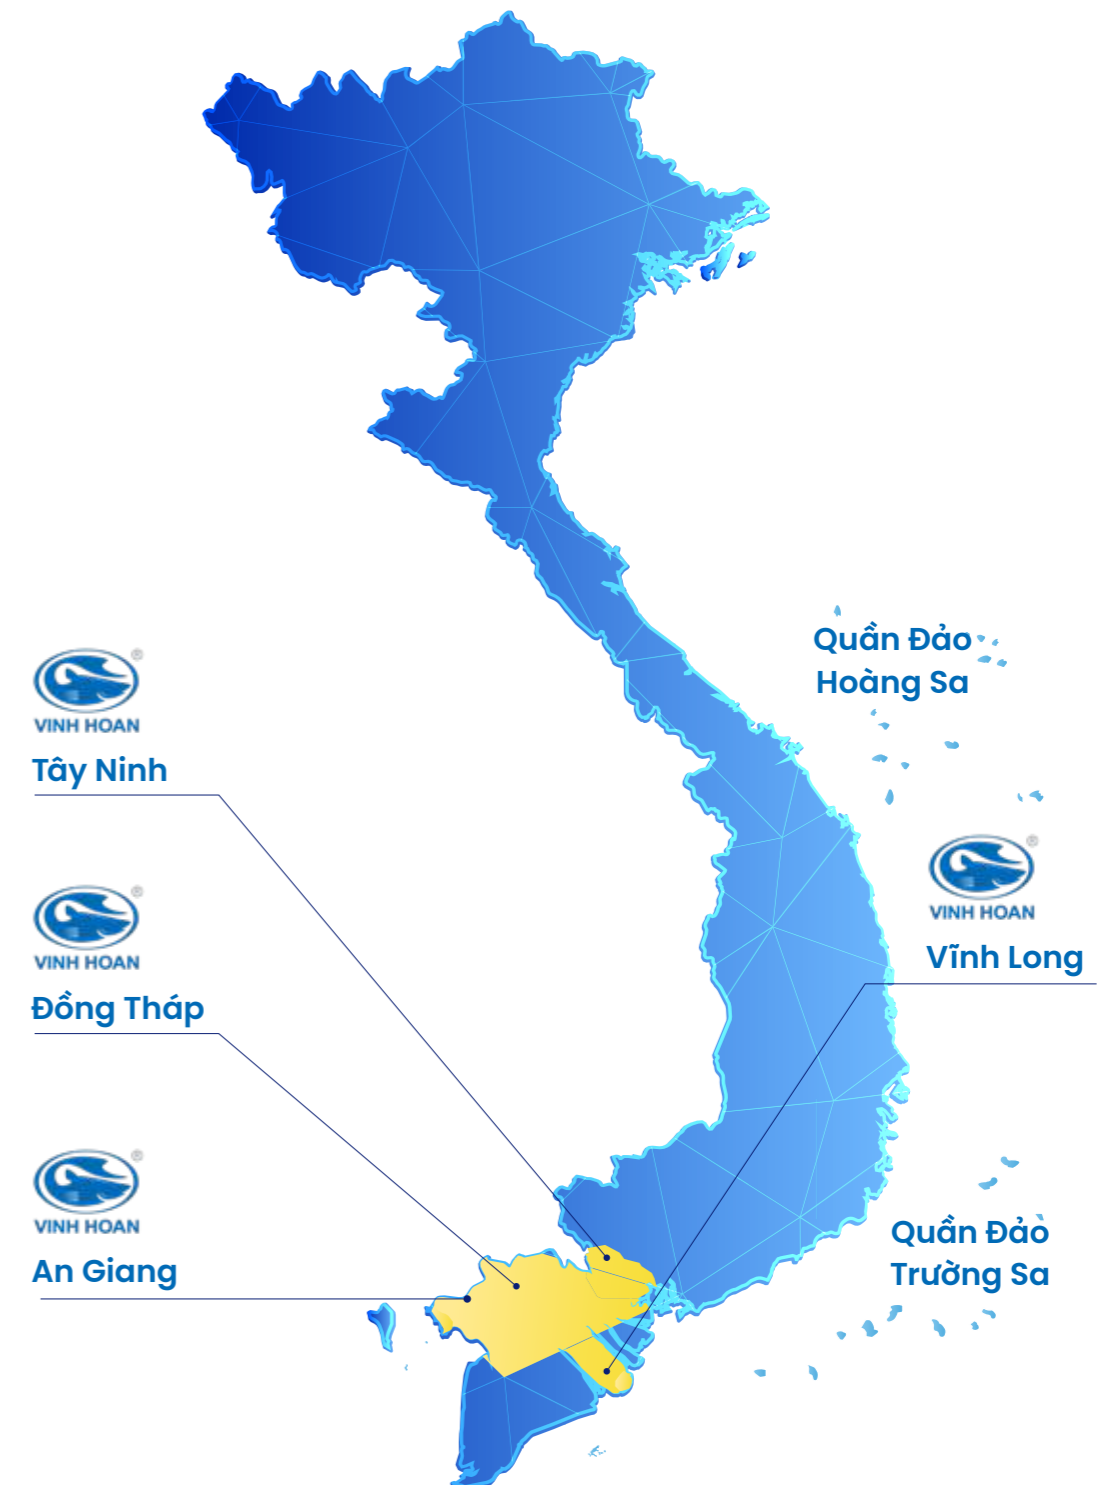 Quần Đảo
Hoàng Sa
®
VINH HOAN
Tây Ninh
®
VINH HOAN
Vĩnh Long
®
VINH HOAN
Đồng Tháp
®
VINH HOAN
An Giang
Quần Đảo
Trường Sa